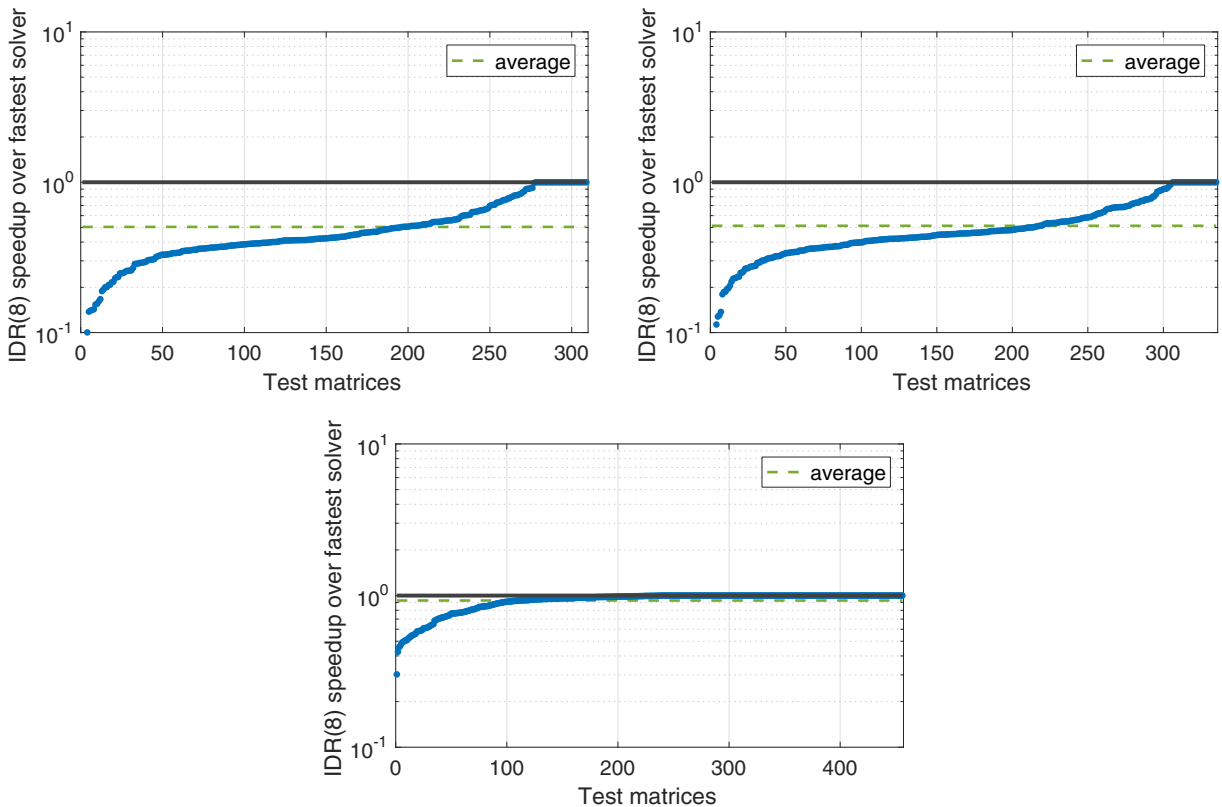 IDR(8) speedup over fastest solver
10^1
10^0
10^-1
average
0 50 100 150 200 250 300
Test matrices
IDR(8) speedup over fastest solver
10^1
10^0
10^-1
average
0 50 100 150 200 250 300
Test matrices
IDR(8) speedup over fastest solver
10^1
10^0
10^-1
average
0 100 200 300 400
Test matrices